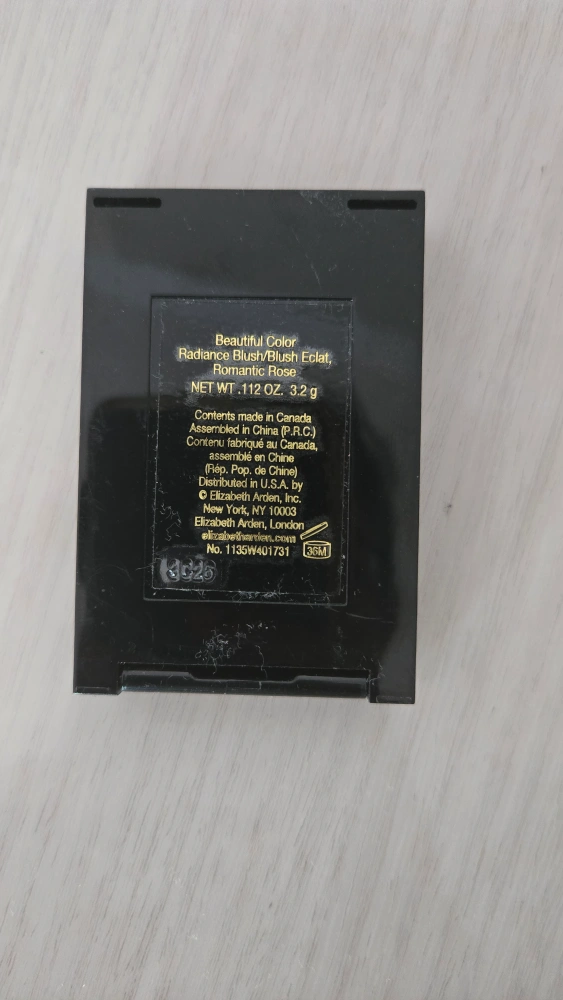 Beautiful Color
Radiance Blush/Blush Eclat,
Romantic Rose
NET WT .112 OZ. 3.2 g
Contents made in Canada
Assembled in China (P.R.C.)
Contenu fabriqué au Canada,
assemblé en Chine
(Rép. Pop. de Chine)
Distributed in U.S.A. by
© Elizabeth Arden, Inc.
New York, NY 10003
Elizabeth Arden, London
elizabetharden.com
No. 1135W401731
36M